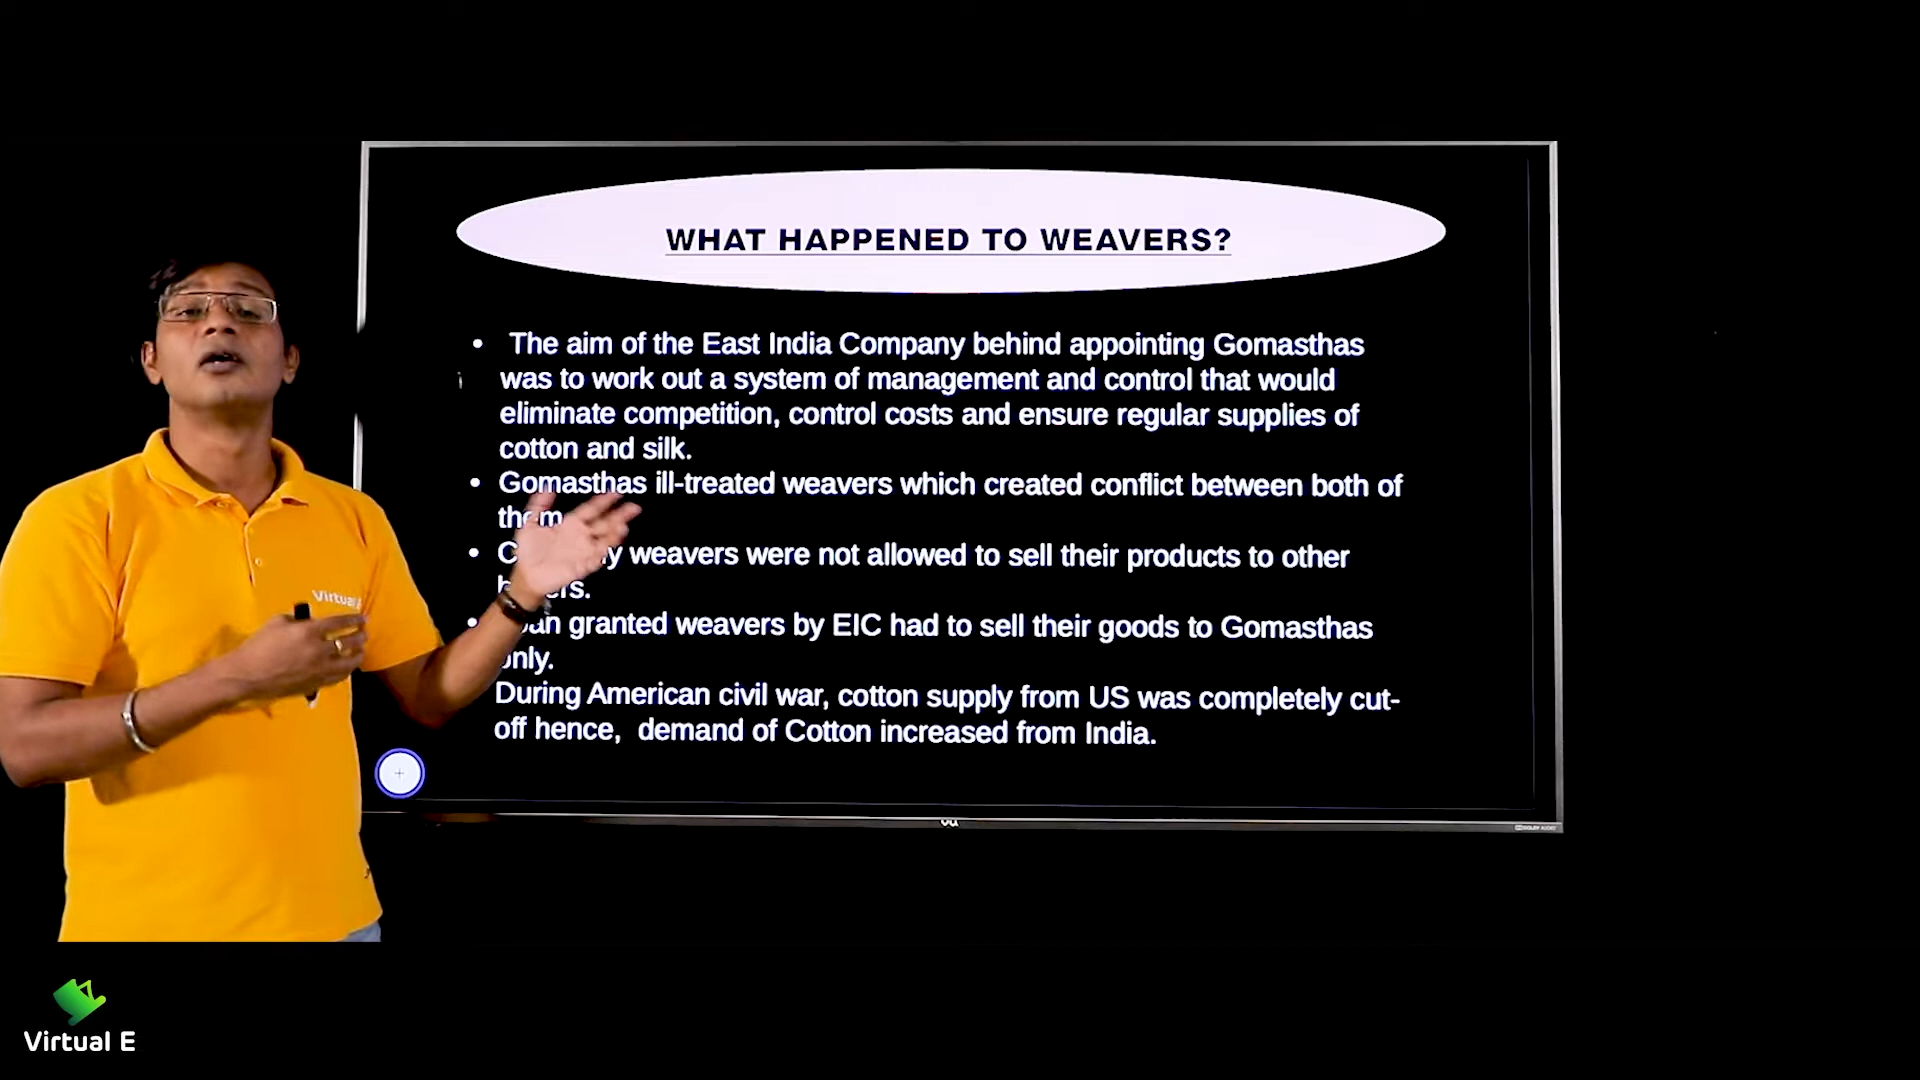 WHAT HAPPENED TO WEAVERS?
• The aim of the East India Company behind appointing Gomasthas
was to work out a system of management and control that would
eliminate competition, control costs and ensure regular supplies of
cotton and silk.
• Gomasthas ill-treated weavers which created conflict between both of
them
• weavers were not allowed to sell their products to other
• granted weavers by EIC had to sell their goods to Gomasthas
only.
During American civil war, cotton supply from US was completely cut-
off hence, demand of Cotton increased from India.
Virtual
Virtual E